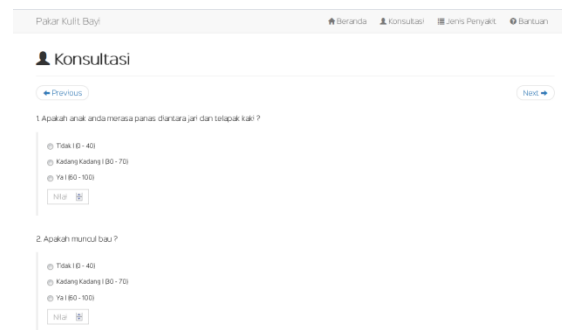 Pakar Kulit Bayi
Beranda Konsultasi Jenis Penyakit Bantuan
Konsultasi
Previous
Next
1. Apakah anak anda merasa panas diantara jari dan telapak kaki ?
Tidak | (0 - 40)
Kadang Kadang | (30 - 70)
Ya | (60 - 100)
Nilai
2. Apakah muncul bau ?
Tidak | (0 - 40)
Kadang Kadang | (30 - 70)
Ya | (60 - 100)
Nilai